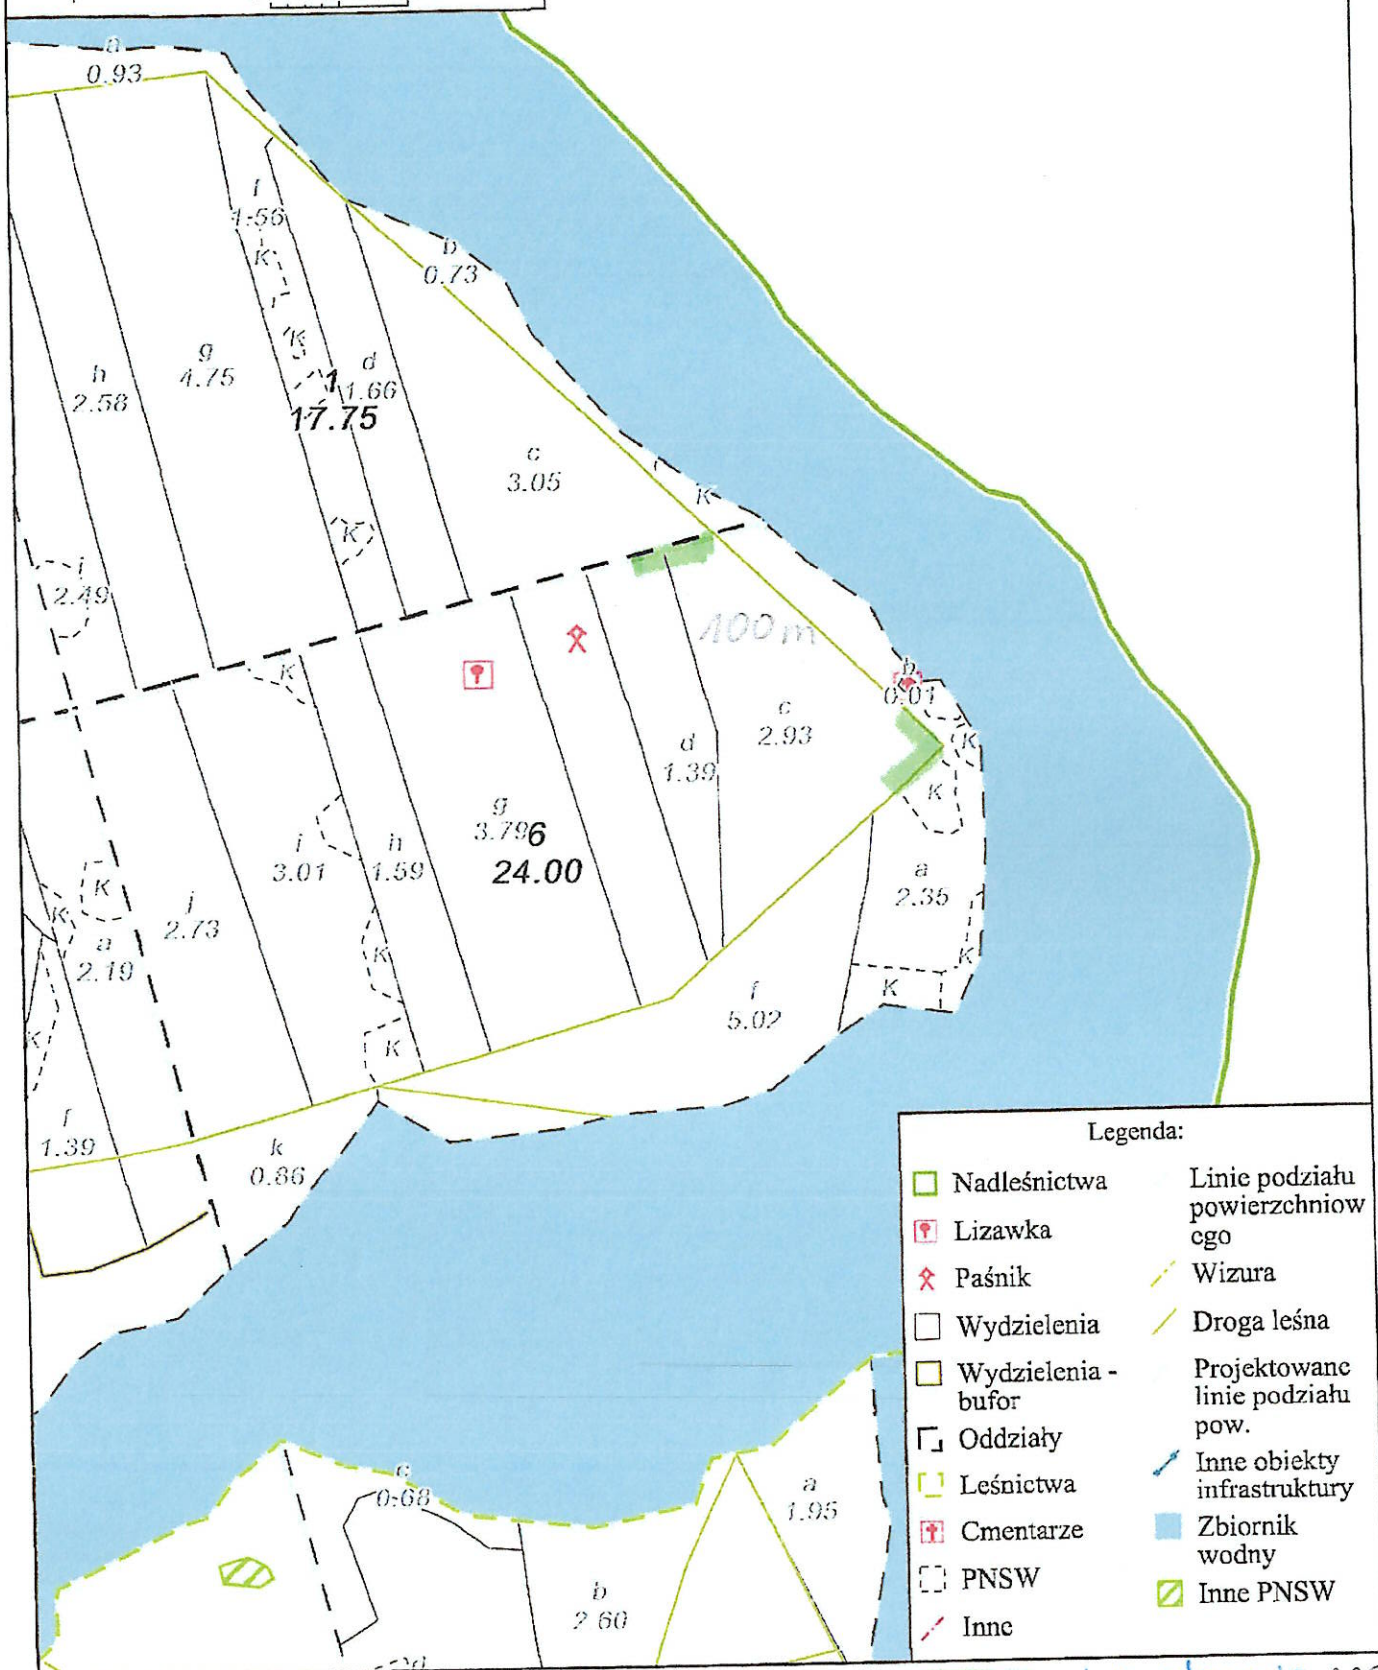 a
0.93
l
1.56
K
b
0.73
K
g
4.75
h
2.58
d
1.66
1
17.75
c
3.05
K
K
i
2.49
100 m
K
b
0.01
c
2.93
K
d
1.39
K
g
3.79
6
24.00
i
3.01
h
1.59
a
2.35
K
K
j
2.73
a
2.19
K
K
K
f
5.02
K
K
f
1.39
k
0.86
c
0.68
a
1.95
b
2.60
d
Legenda:
Nadleśnictwa
Lizawka
Paśnik
Wydzielenia
Wydzielenia -
bufor
Oddziały
Leśnictwa
Cmentarze
PNSW
Inne
Linie podziału
powierzchniow
ego
Wizura
Droga leśna
Projektowane
linie podziału
pow.
Inne obiekty
infrastruktury
Zbiornik
wodny
Inne PNSW